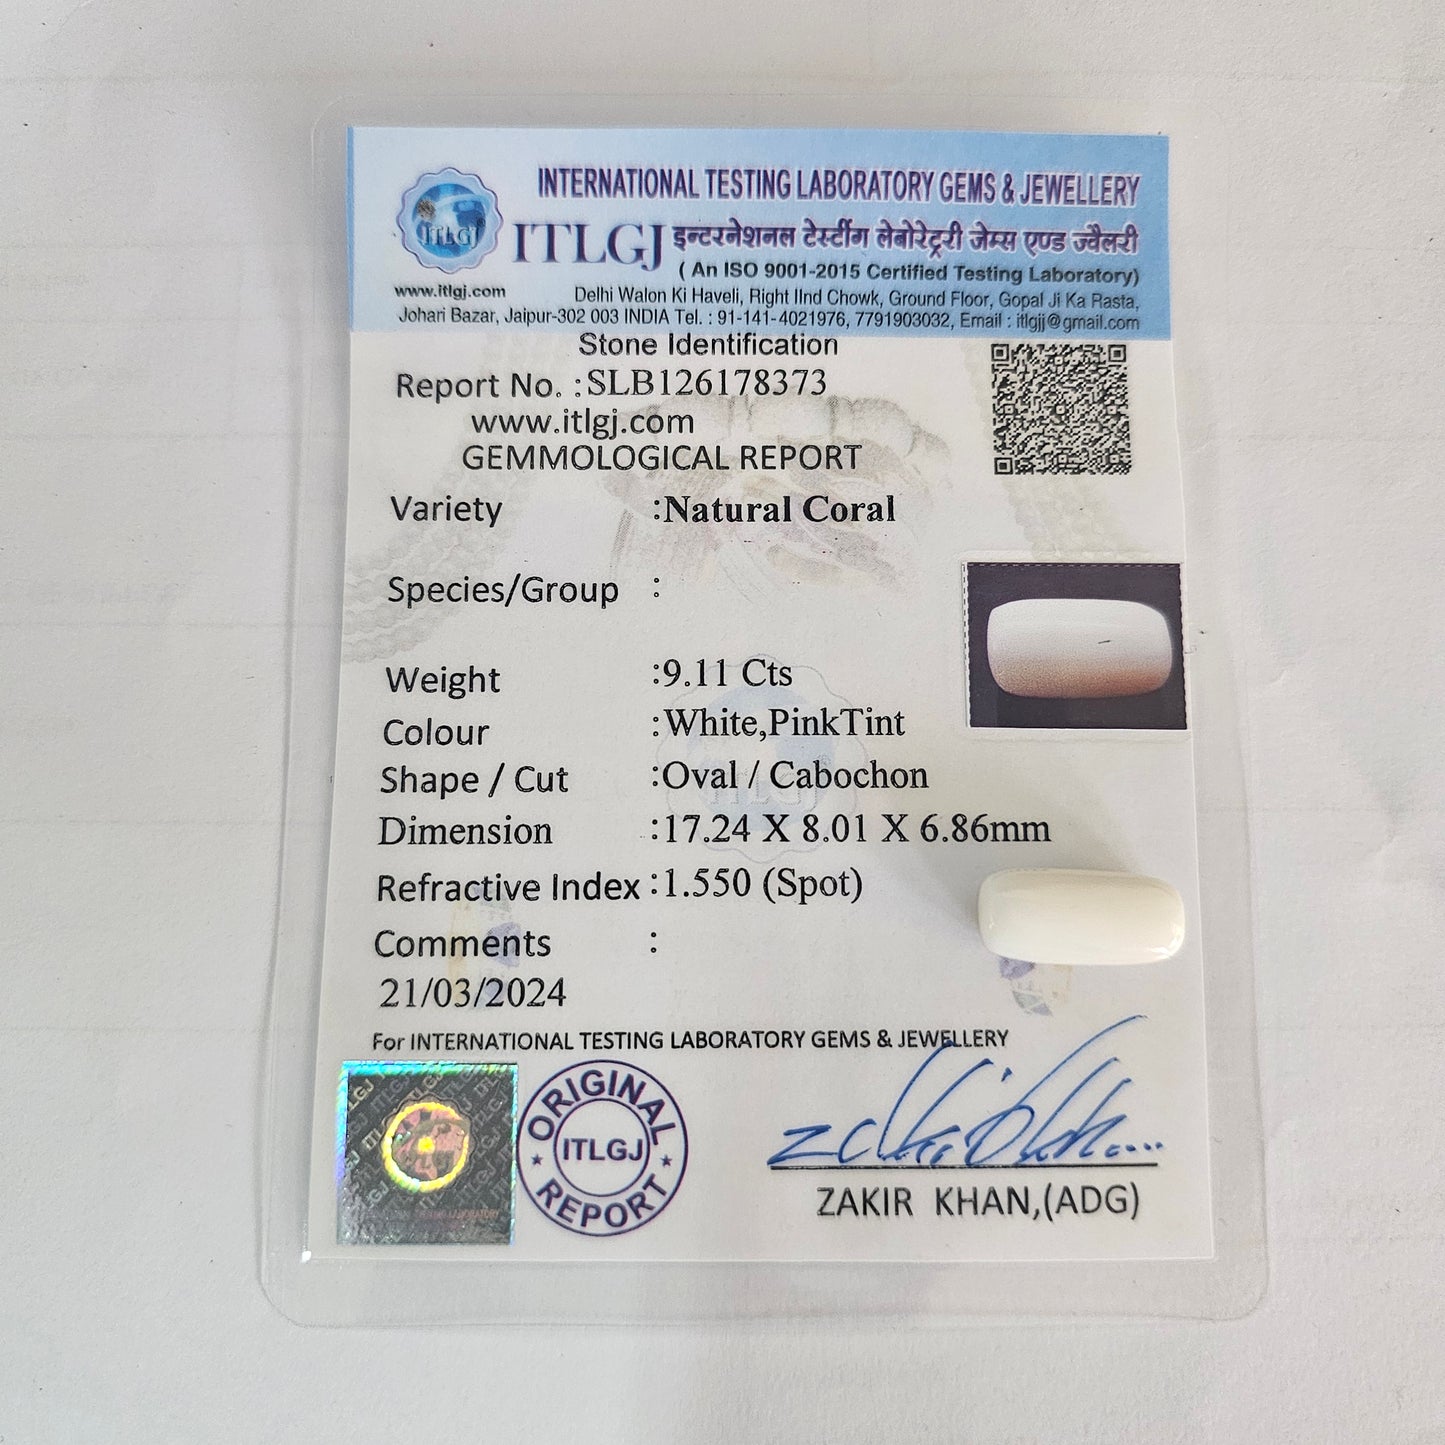 INTERNATIONAL TESTING LABORATORY GEMS & JEWELLERY
ITLGJ
ITLGJ इन्टरनेशनल टेस्टींग लेबोरेट्ररी जेम्स एण्ड ज्वैलरी
( An ISO 9001-2015 Certified Testing Laboratory)
www.itlgj.com Delhi Walon Ki Haveli, Right IInd Chowk, Ground Floor, Gopal Ji Ka Rasta,
Johari Bazar, Jaipur-302 003 INDIA Tel. : 91-141-4021976, 7791903032, Email : itlgjj@gmail.com
Stone Identification
Report No. :SLB126178373
www.itlgj.com
GEMMOLOGICAL REPORT
Variety :Natural Coral
Species/Group :
Weight :9.11 Cts
Colour :White,PinkTint
Shape / Cut :Oval / Cabochon
Dimension :17.24 X 8.01 X 6.86mm
Refractive Index :1.550 (Spot)
Comments :
21/03/2024
For INTERNATIONAL TESTING LABORATORY GEMS & JEWELLERY
ORIGINAL
ITLGJ
REPORT
ZAKIR KHAN,(ADG)